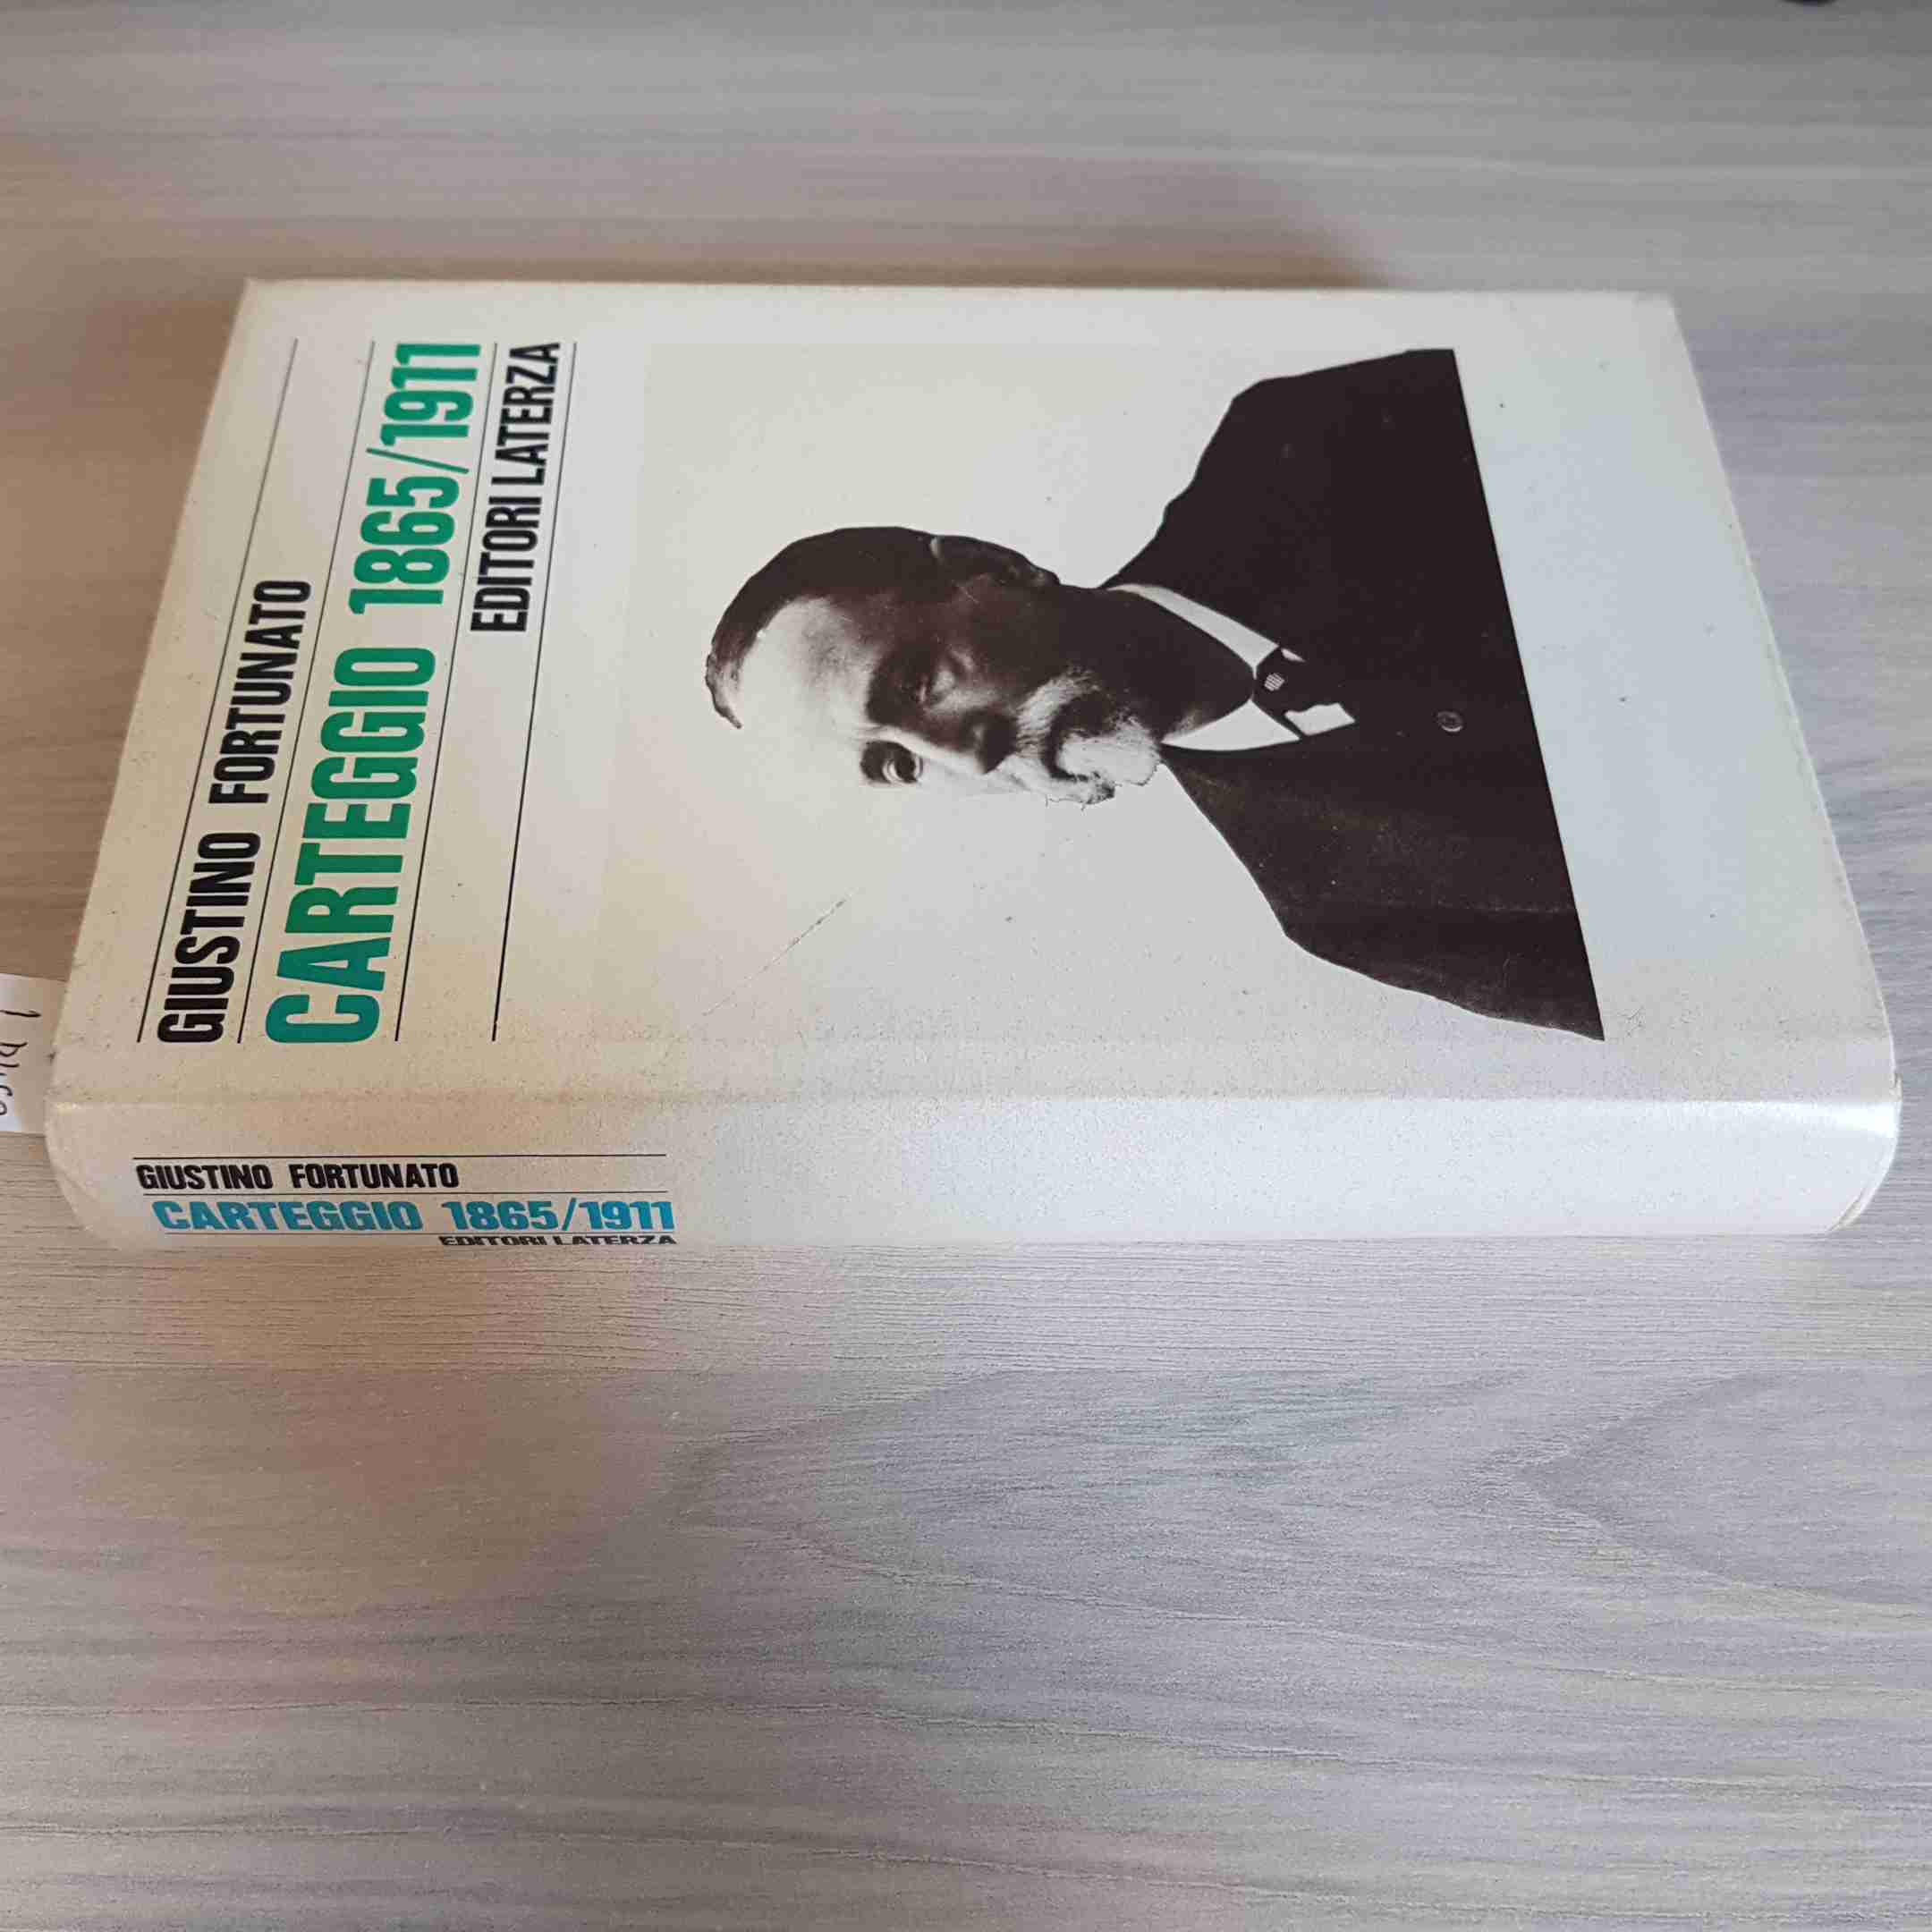 GIUSTINO FORTUNATO
CARTEGGIO 1865/1911
EDITORI LATERZA
GIUSTINO FORTUNATO
CARTEGGIO 1865/1911
EDITORI LATERZA